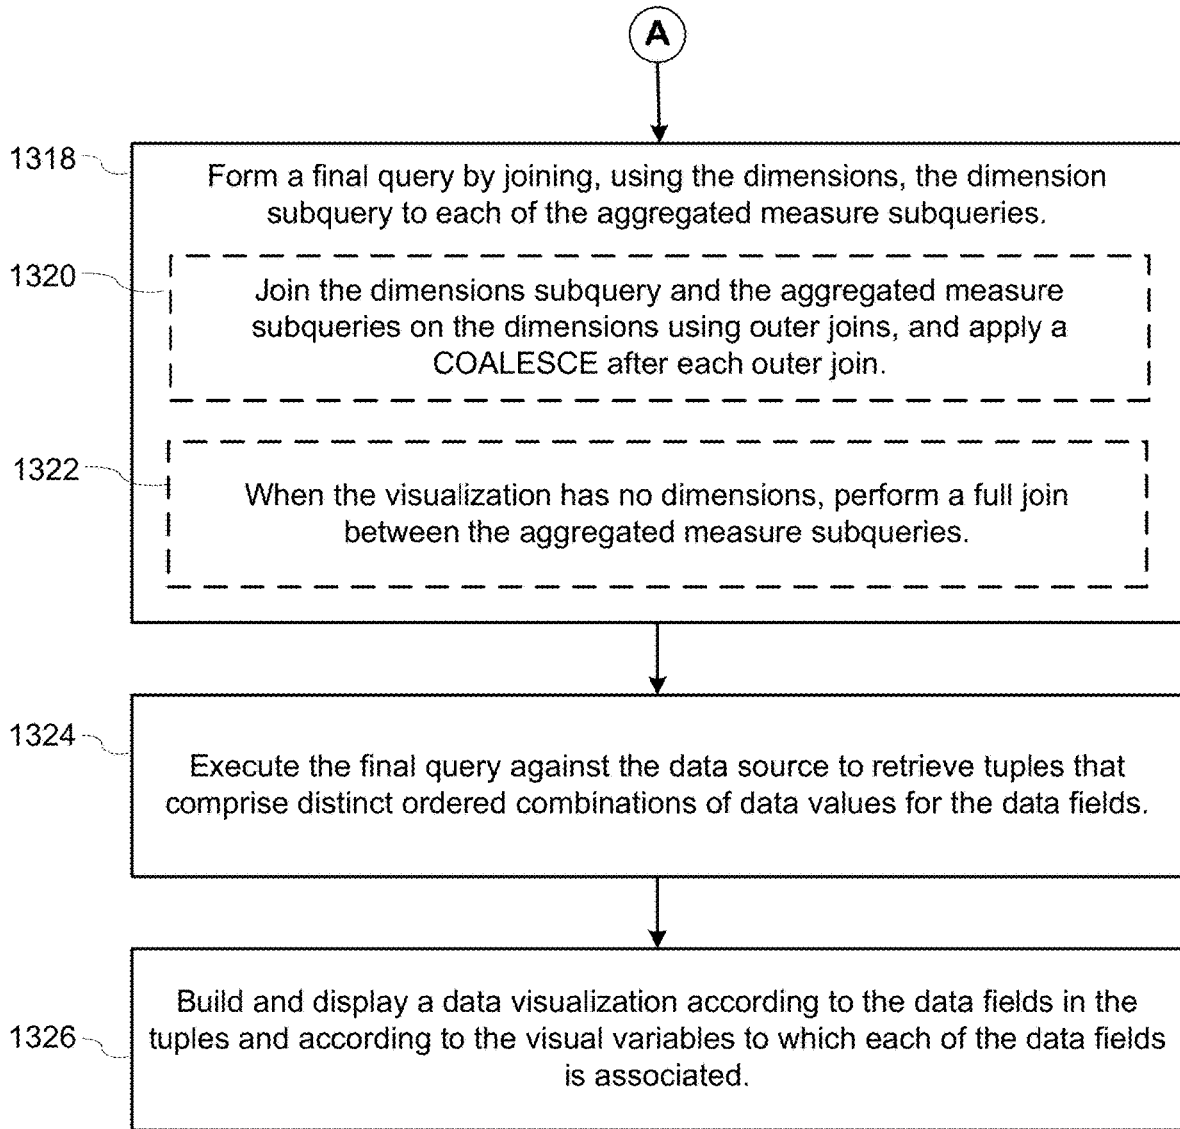 A
1318
Form a final query by joining, using the dimensions, the dimension
subquery to each of the aggregated measure subqueries.
1320
Join the dimensions subquery and the aggregated measure
subqueries on the dimensions using outer joins, and apply a
COALESCE after each outer join.
1322
When the visualization has no dimensions, perform a full join
between the aggregated measure subqueries.
1324
Execute the final query against the data source to retrieve tuples that
comprise distinct ordered combinations of data values for the data fields.
1326
Build and display a data visualization according to the data fields in the
tuples and according to the visual variables to which each of the data fields
is associated.